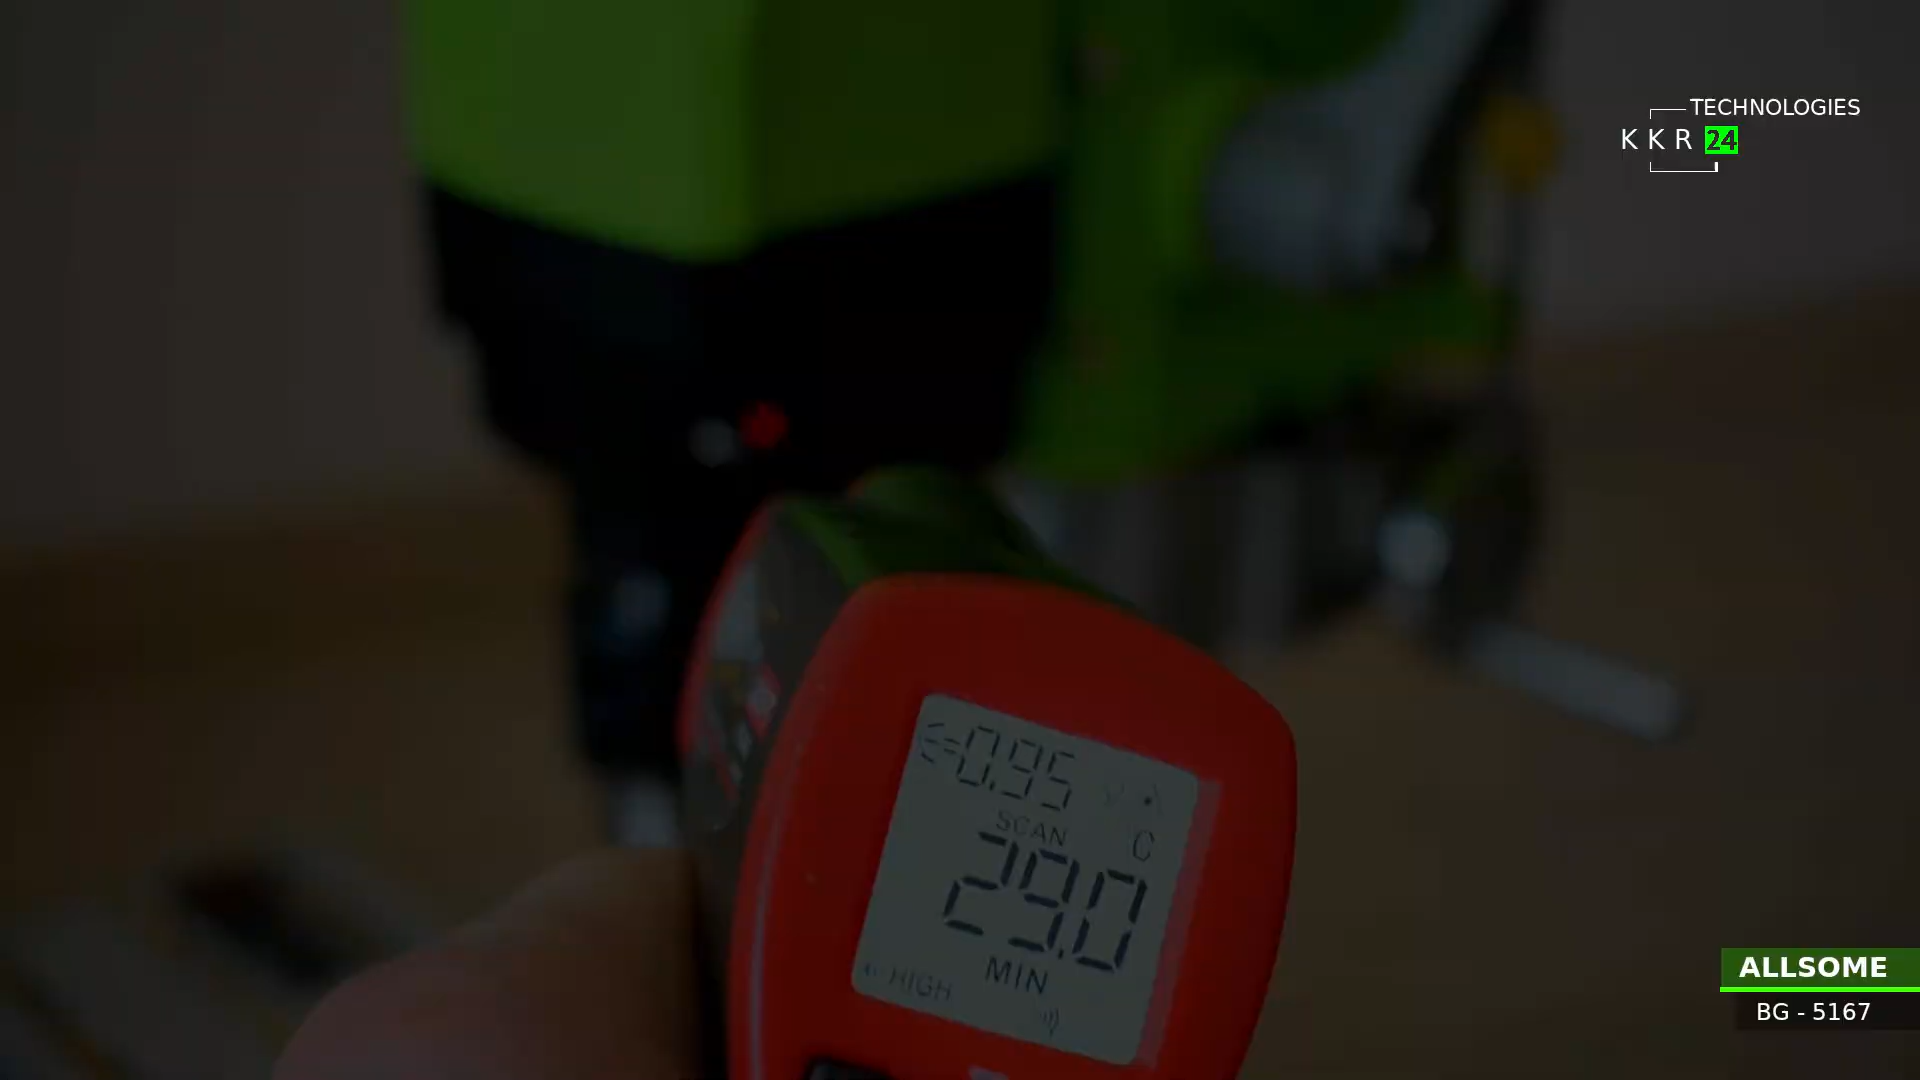 TECHNOLOGIES
KKR 24
ε=0.95
SCAN
°C
29.0
MIN
HIGH
ALLSOME
BG - 5167